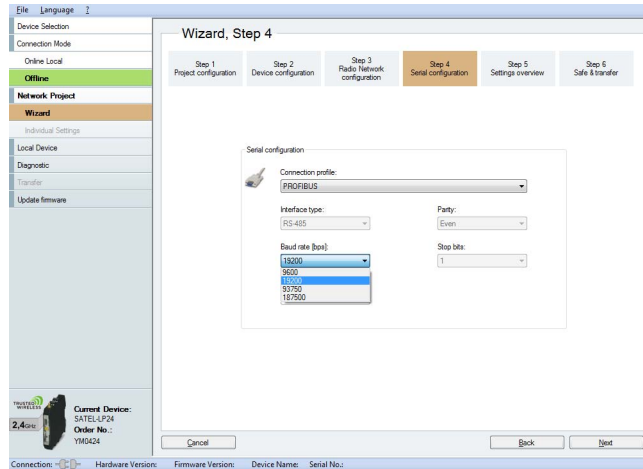 File Language ?
Device Selection
Connection Mode
Online Local
Offline
Network Project
Wizard
Individual Settings
Local Device
Diagnostic
Transfer
Update firmware
Wizard, Step 4
Step 1
Project configuration
Step 2
Device configuration
Step 3
Radio Network
configuration
Step 4
Serial configuration
Step 5
Settings overview
Step 6
Safe & transfer
Serial configuration
Connection profile:
PROFIBUS
Interface type:
RS-485
Parity:
Even
Baud rate [bps]:
19200
9600
19200
93750
187500
Stop bits:
1
TRUSTED
WIRELESS
2,4GHz
Current Device:
SATEL-LP24
Order No.:
YM0424
Cancel
Back
Next
Connection: Hardware Version: Firmware Version: Device Name: Serial No.: